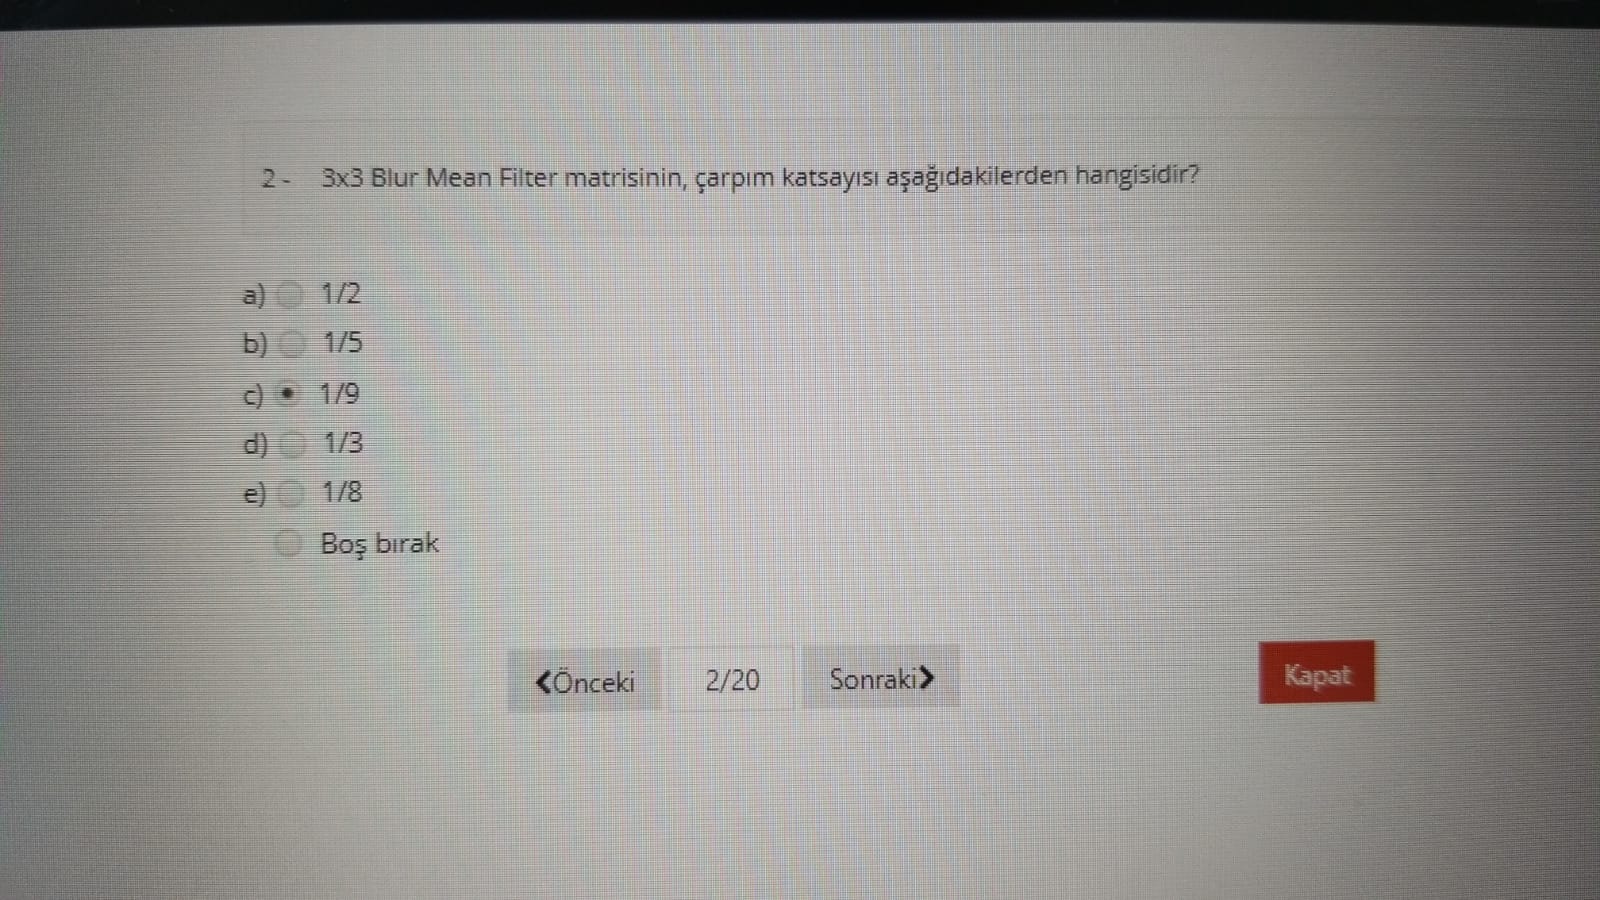 2 - 3x3 Blur Mean Filter matrisinin, çarpım katsayısı aşağıdakilerden hangisidir?
a) 1/2
b) 1/5
c) 1/9
d) 1/3
e) 1/8
Boş bırak
Önceki 2/20 Sonraki Kapat